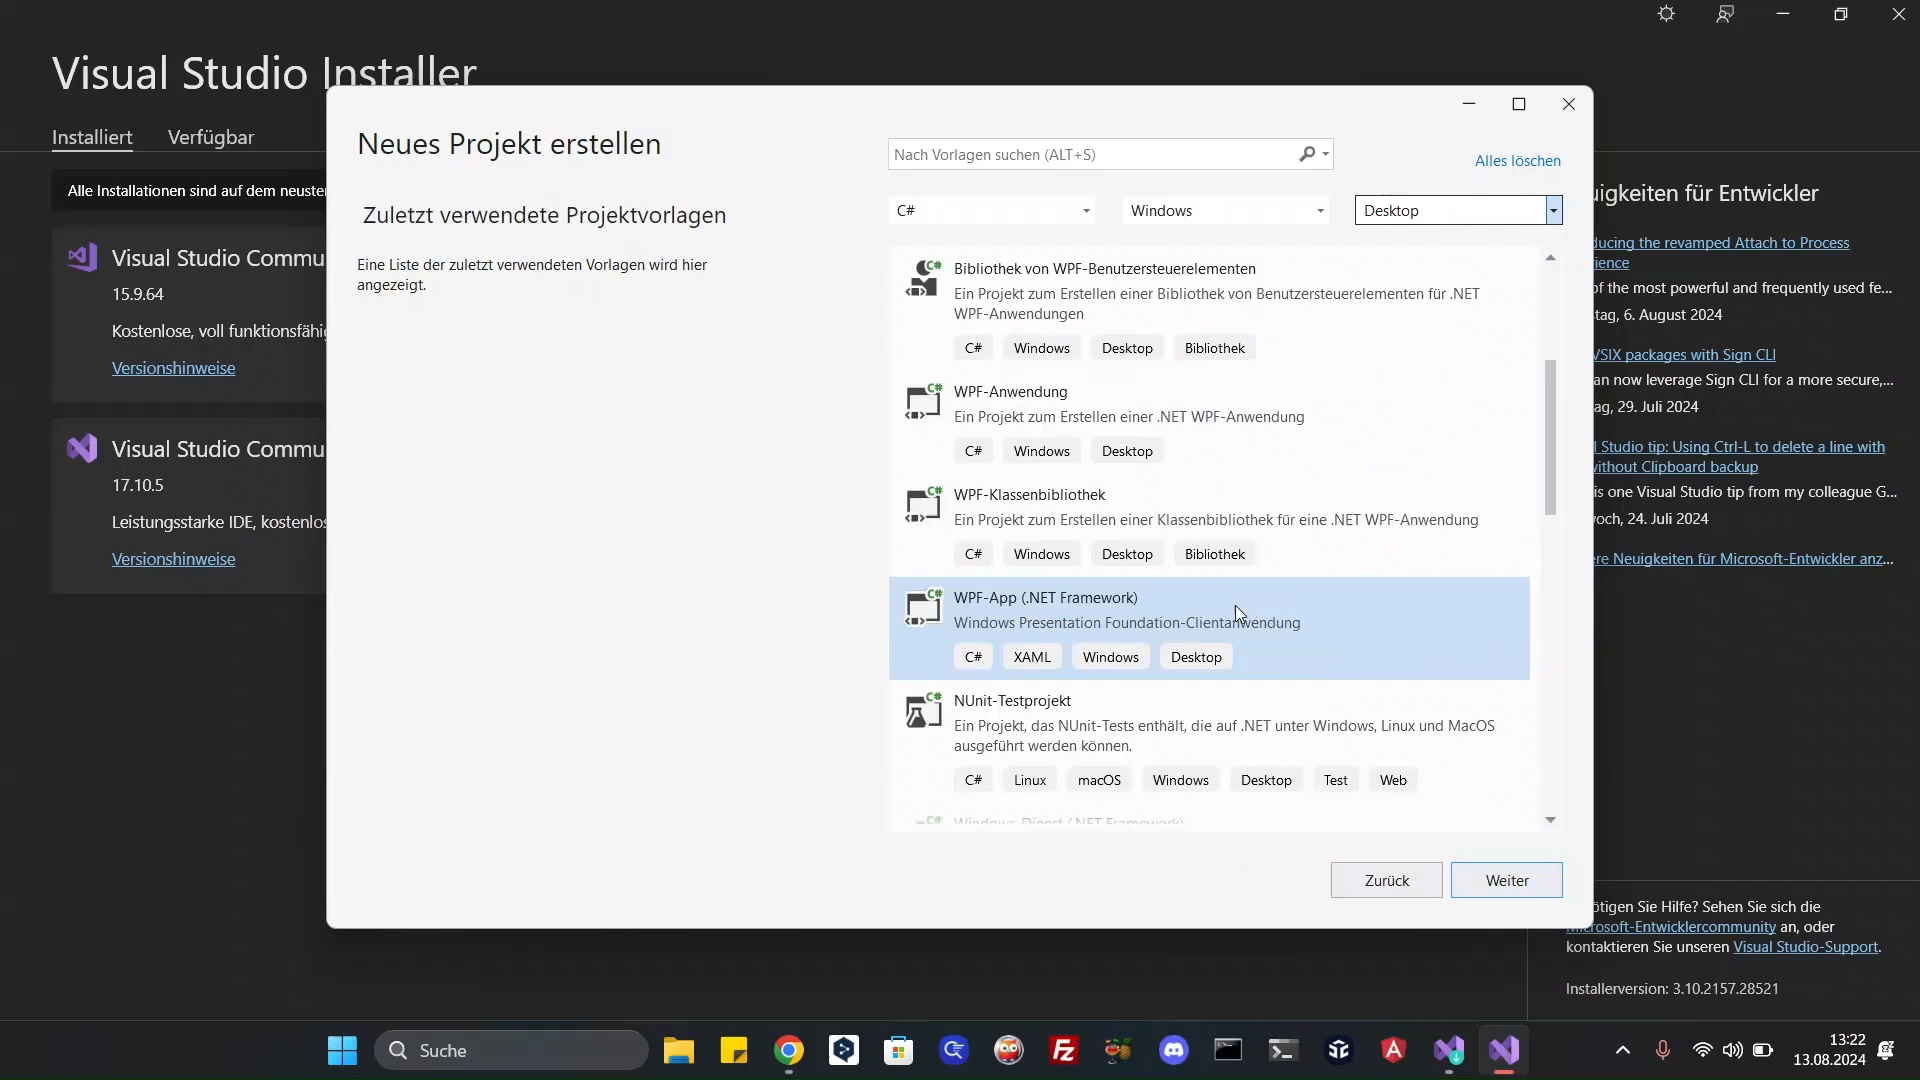 Visual Studio Installer
Installiert
Verfügbar
Alle Installationen sind auf dem neuste
Visual Studio Commu
15.9.64
Kostenlose, voll funktionsfähi
Versionshinweise
Visual Studio Commu
17.10.5
Leistungsstarke IDE, kostenlos
Versionshinweise
Neues Projekt erstellen
Zuletzt verwendete Projektvorlagen
Eine Liste der zuletzt verwendeten Vorlagen wird hier
angezeigt.
Nach Vorlagen suchen (ALT+S)
Alles löschen
C#
Windows
Desktop
Bibliothek von WPF-Benutzersteuerelementen
Ein Projekt zum Erstellen einer Bibliothek von Benutzersteuerelementen für .NET
WPF-Anwendungen
C# Windows Desktop Bibliothek
WPF-Anwendung
Ein Projekt zum Erstellen einer .NET WPF-Anwendung
C# Windows Desktop
WPF-Klassenbibliothek
Ein Projekt zum Erstellen einer Klassenbibliothek für eine .NET WPF-Anwendung
C# Windows Desktop Bibliothek
WPF-App (.NET Framework)
Windows Presentation Foundation-Clientanwendung
C# XAML Windows Desktop
NUnit-Testprojekt
Ein Projekt, das NUnit-Tests enthält, die auf .NET unter Windows, Linux und MacOS
ausgeführt werden können.
C# Linux macOS Windows Desktop Test Web
Windows-Dienst (.NET Framework)
Zurück
Weiter
uigkeiten für Entwickler
ducing the revamped Attach to Process
ience
of the most powerful and frequently used fe...
tag, 6. August 2024
VSIX packages with Sign CLI
an now leverage Sign CLI for a more secure,...
ag, 29. Juli 2024
l Studio tip: Using Ctrl-L to delete a line with
ithout Clipboard backup
is one Visual Studio tip from my colleague G...
och, 24. Juli 2024
ere Neuigkeiten für Microsoft-Entwickler anz...
ötigen Sie Hilfe? Sehen Sie sich die
Microsoft-Entwicklercommunity an, oder
kontaktieren Sie unseren Visual Studio-Support.
Installerversion: 3.10.2157.28521
Suche
13:22
13.08.2024